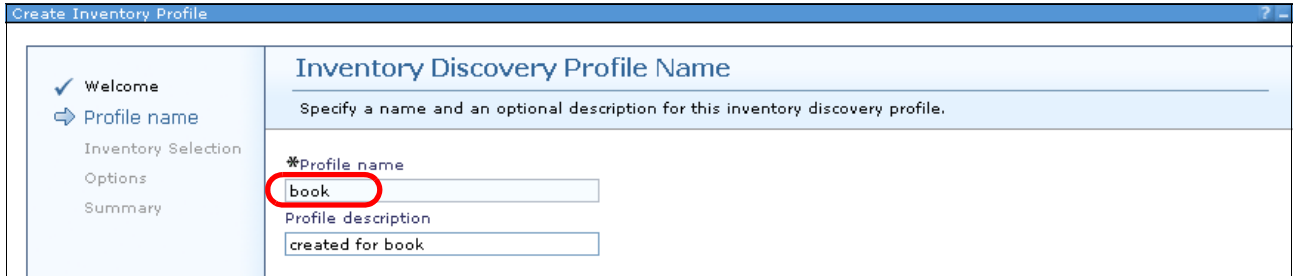 Create Inventory Profile ? –
Welcome
Profile name
Inventory Selection
Options
Summary
Inventory Discovery Profile Name
Specify a name and an optional description for this inventory discovery profile.
*Profile name
book
Profile description
created for book